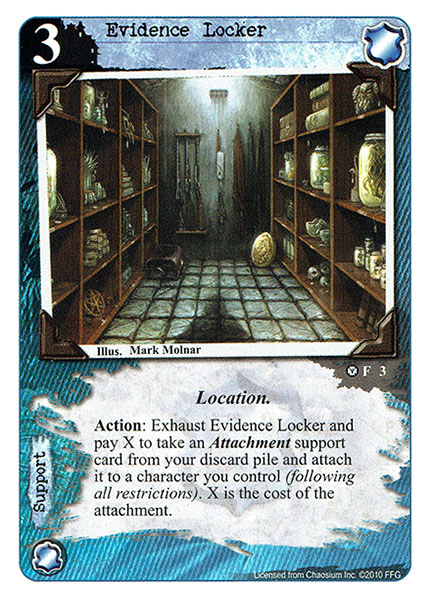 3
Evidence Locker
Illus. Mark Molnar
F 3
Location.
Action: Exhaust Evidence Locker and
pay X to take an Attachment support
card from your discard pile and attach
it to a character you control (following
all restrictions). X is the cost of the
attachment.
Support
Licensed from Chaosium Inc. ©2010 FFG